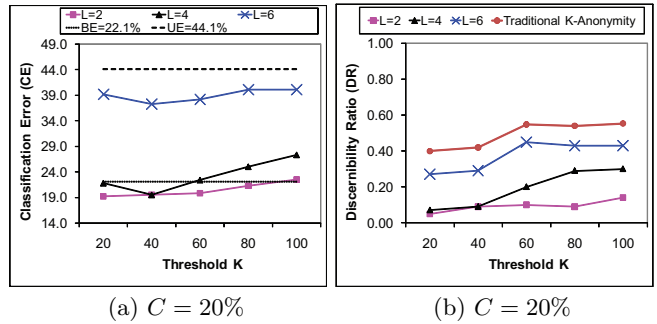 L=2 L=4 L=6
BE=22.1% UE=44.1%
Classification Error (CE)
49.0
44.0
39.0
34.0
29.0
24.0
19.0
14.0
20 40 60 80 100
Threshold K
(a) C = 20%
L=2 L=4 L=6 Traditional K-Anonymity
Discernibility Ratio (DR)
1.00
0.80
0.60
0.40
0.20
0.00
20 40 60 80 100
Threshold K
(b) C = 20%